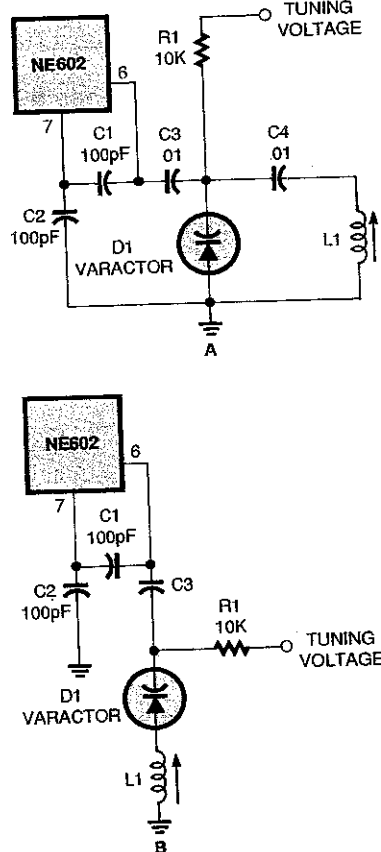 TUNING
VOLTAGE
R1
10K
NE602
6
7
C1
100pF
C3
.01
C4
.01
C2
100pF
D1
VARACTOR
L1
A
NE602
6
7
C1
100pF
C2
100pF
C3
R1
10K
TUNING
VOLTAGE
D1
VARACTOR
L1
B